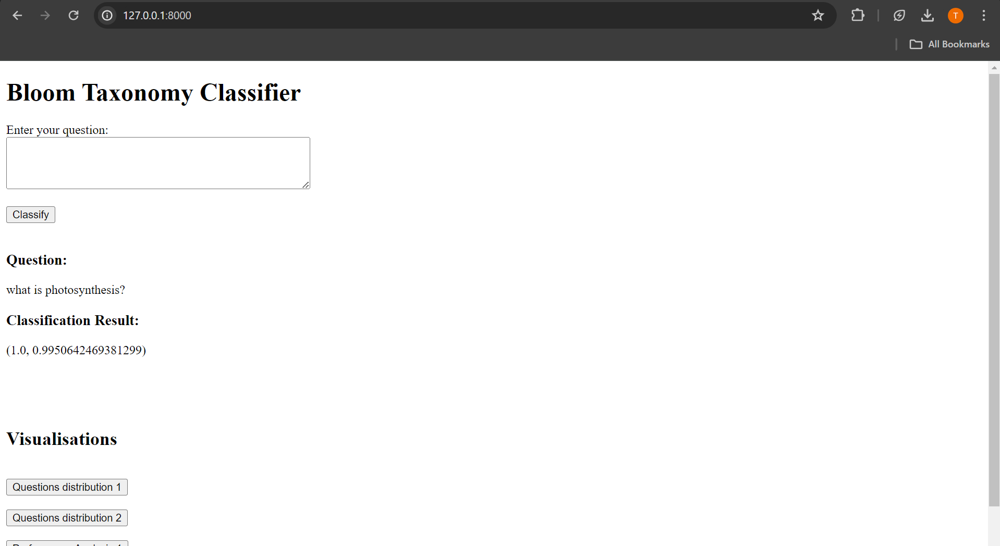 127.0.0.1:8000
T
All Bookmarks
Bloom Taxonomy Classifier
Enter your question:
Classify
Question:
what is photosynthesis?
Classification Result:
(1.0, 0.9950642469381299)
Visualisations
Questions distribution 1
Questions distribution 2